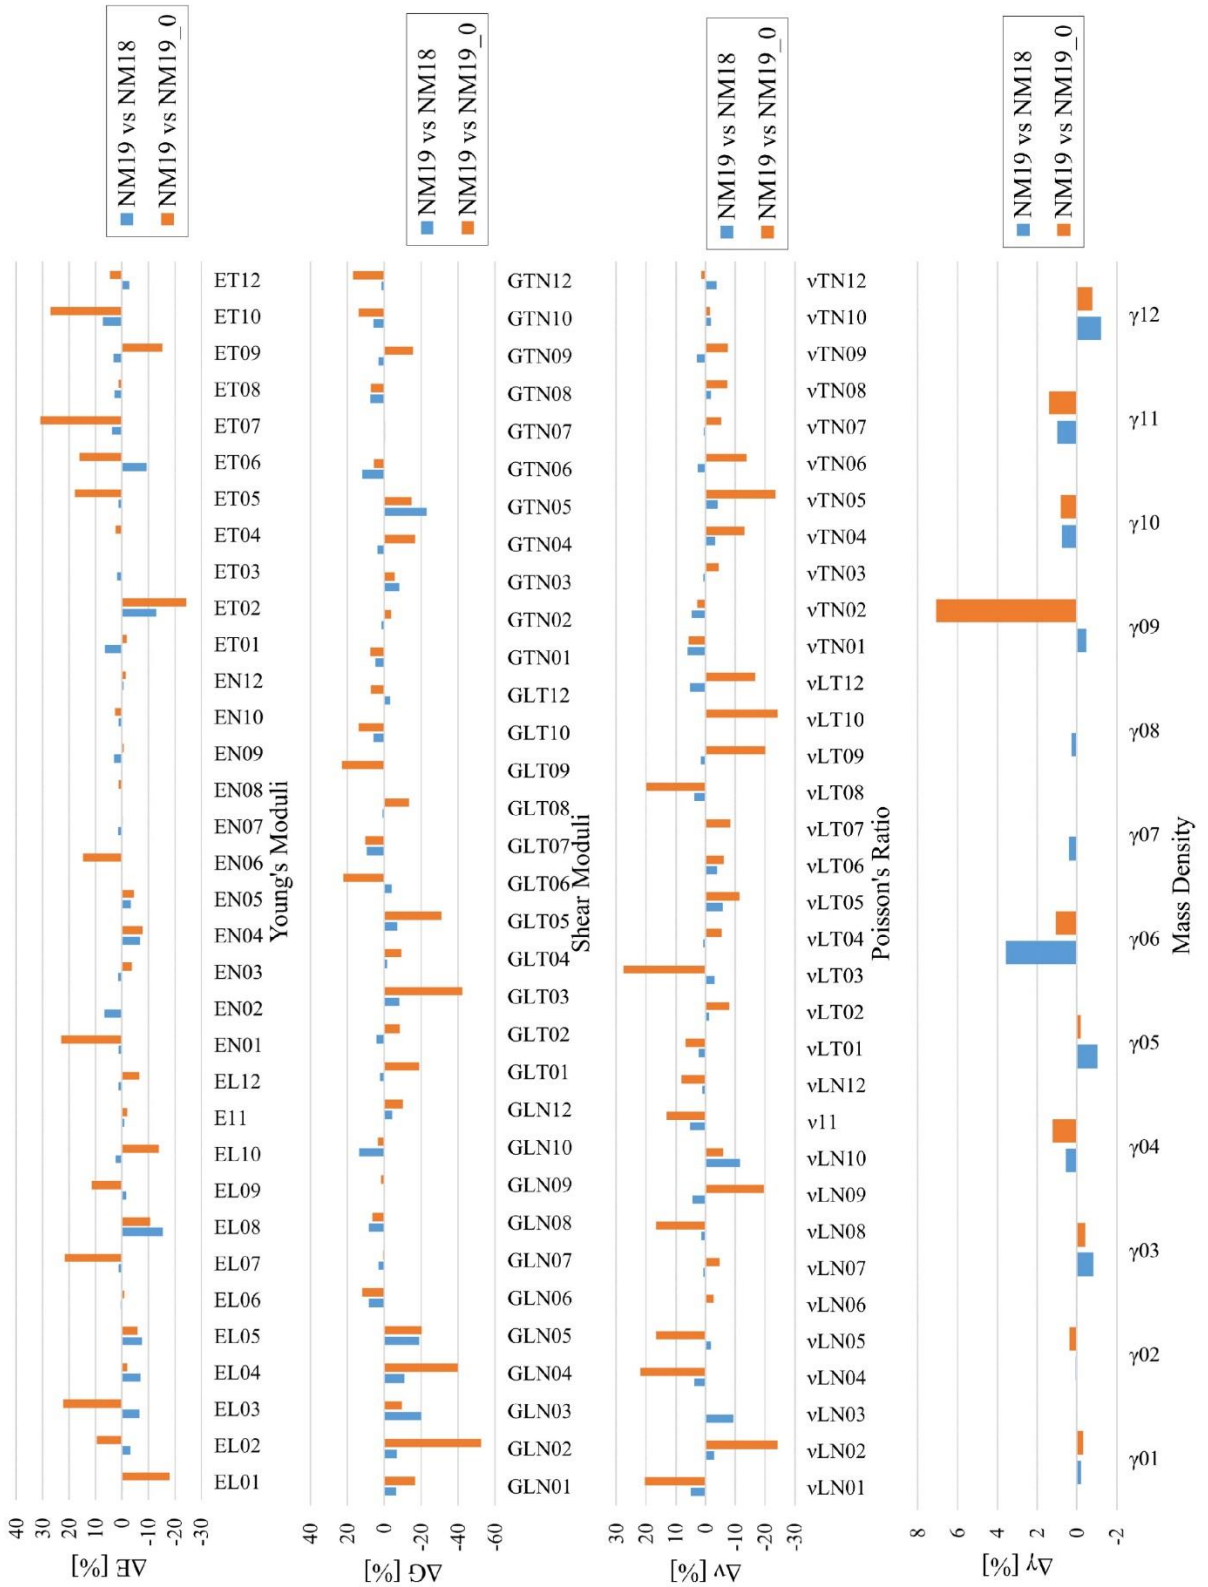 ΔE [%]
40
30
20
10
0
-10
-20
-30
EL01 EL02 EL03 EL04 EL05 EL06 EL07 EL08 EL09 EL10 E11 EL12 EN01 EN02 EN03 EN04 EN05 EN06 EN07 EN08 EN09 EN10 EN12 ET01 ET02 ET03 ET04 ET05 ET06 ET07 ET08 ET09 ET10 ET12
Young's Moduli
NM19 vs NM18
NM19 vs NM19_0
ΔG [%]
40
20
0
-20
-40
-60
GLN01 GLN02 GLN03 GLN04 GLN05 GLN06 GLN07 GLN08 GLN09 GLN10 GLN12 GLT01 GLT02 GLT03 GLT04 GLT05 GLT06 GLT07 GLT08 GLT09 GLT10 GLT12 GTN01 GTN02 GTN03 GTN04 GTN05 GTN06 GTN07 GTN08 GTN09 GTN10 GTN12
Shear Moduli
NM19 vs NM18
NM19 vs NM19_0
Δν [%]
30
20
10
0
-10
-20
-30
νLN01 νLN02 νLN03 νLN04 νLN05 νLN06 νLN07 νLN08 νLN09 νLN10 ν11 νLN12 νLT01 νLT02 νLT03 νLT04 νLT05 νLT06 νLT07 νLT08 νLT09 νLT10 νLT12 νTN01 νTN02 νTN03 νTN04 νTN05 νTN06 νTN07 νTN08 νTN09 νTN10 νTN12
Poisson's Ratio
NM19 vs NM18
NM19 vs NM19_0
Δγ [%]
8
6
4
2
0
-2
γ01 γ02 γ03 γ04 γ05 γ06 γ07 γ08 γ09 γ10 γ11 γ12
Mass Density
NM19 vs NM18
NM19 vs NM19_0